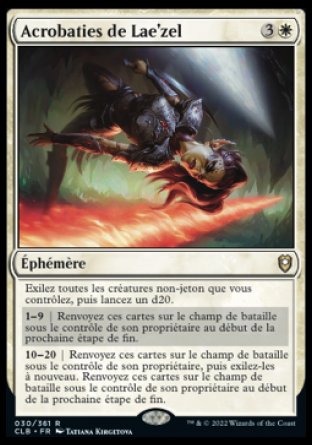 Acrobaties de Lae'zel 3
Éphémère
Exilez toutes les créatures non-jeton que vous
contrôlez, puis lancez un d20.
1–9 | Renvoyez ces cartes sur le champ de bataille
sous le contrôle de son propriétaire au début de la
prochaine étape de fin.
10–20 | Renvoyez ces cartes sur le champ de bataille
sous le contrôle de son propriétaire, puis exilez-les
à nouveau. Renvoyez ces cartes sur le champ de
bataille sous le contrôle de son propriétaire au début
de la prochaine étape de fin.
030/361 R
CLB • FR Tatiana Kirgetova
™ & © 2022 Wizards of the Coast